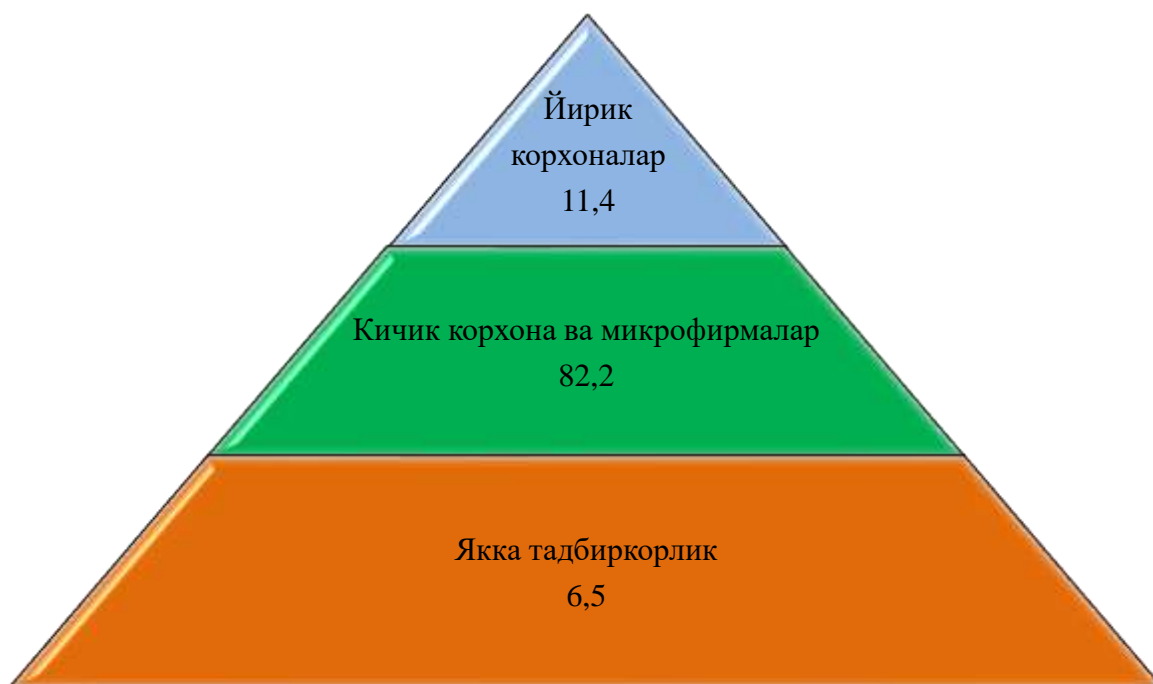 Йирик
корхоналар
11,4
Кичик корхона ва микрофирмалар
82,2
Якка тадбиркорлик
6,5